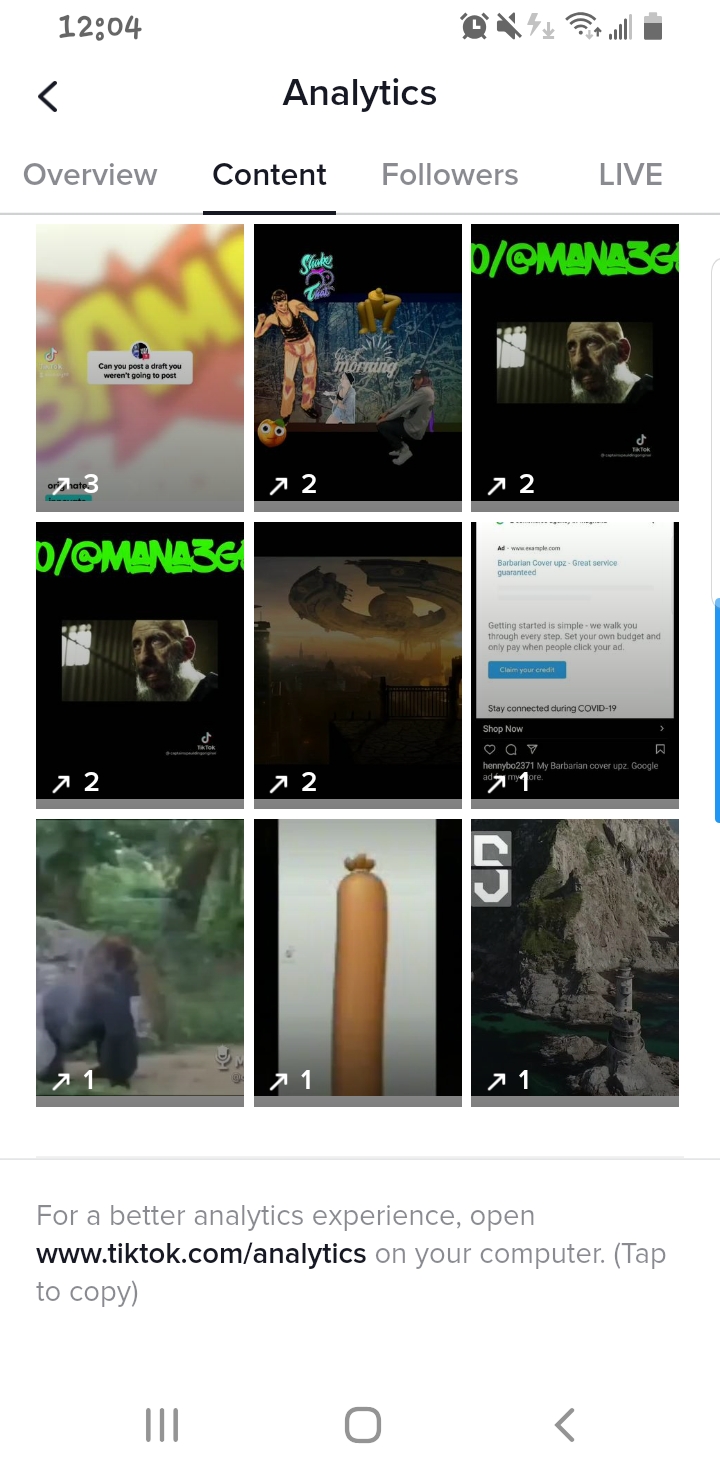 12:04
Analytics
Overview Content Followers LIVE
Can you post a draft you
weren't going to post
TikTok
3
Shake
That
Good
morning
2
O/@MANA3G
TikTok
2
O/@MANA3G
TikTok
2
2
Ad · www.example.com
Barbarian Cover upz - Great service
guaranteed
Getting started is simple - we walk you
through every step. Set your own budget and
only pay when people click your ad.
Claim your credit
Stay connected during COVID-19
Shop Now
hennybo2371 My Barbarian cover upz. Google
1
1
1
S
1
For a better analytics experience, open
www.tiktok.com/analytics on your computer. (Tap
to copy)